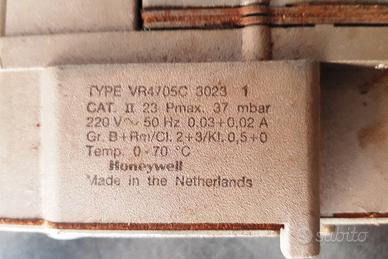 TYPE VR4705C 3023 1
CAT. II 23 Pmax. 37 mbar
220 V ~ 50 Hz 0,03+0,02 A
Gr. B+Rm/Cl. 2+3/Kl. 0,5+0
Temp. 0-70 °C
Honeywell
Made in the Netherlands
subito